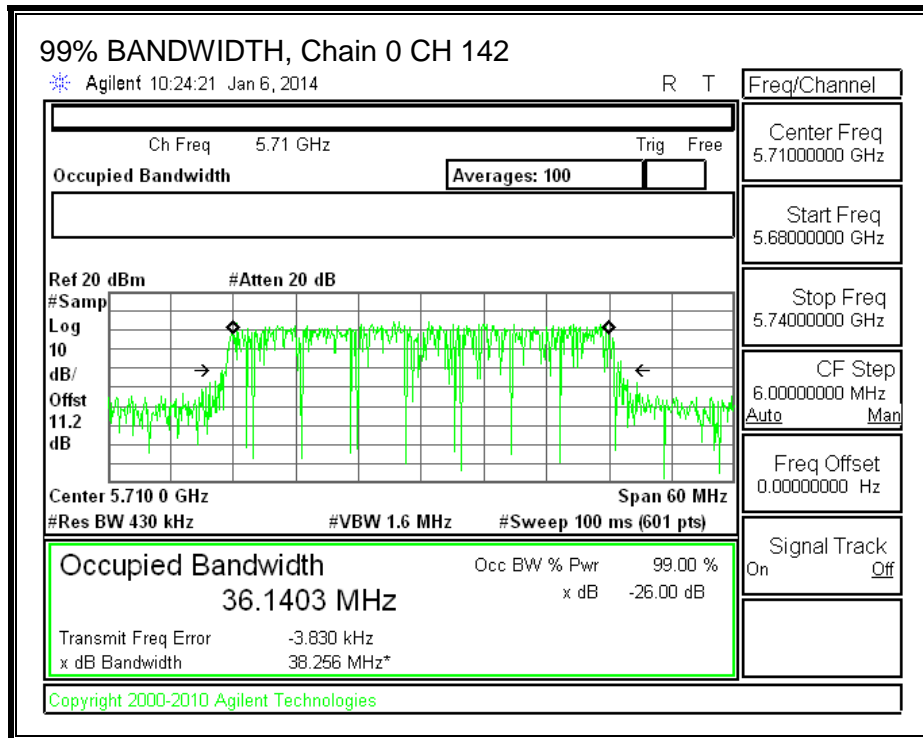 99% BANDWIDTH, Chain 0 CH 142
Agilent 10:24:21 Jan 6, 2014 R T
Freq/Channel
Ch Freq 5.71 GHz Trig Free
Occupied Bandwidth Averages: 100
Center Freq
5.71000000 GHz
Start Freq
5.68000000 GHz
Stop Freq
5.74000000 GHz
CF Step
6.00000000 MHz
Auto Man
Freq Offset
0.00000000 Hz
Signal Track
On Off
Ref 20 dBm #Atten 20 dB
#Samp
Log
10
dB/
Offst
11.2
dB
Center 5.710 0 GHz Span 60 MHz
#Res BW 430 kHz #VBW 1.6 MHz #Sweep 100 ms (601 pts)
Occupied Bandwidth Occ BW % Pwr 99.00 %
36.1403 MHz x dB -26.00 dB
Transmit Freq Error -3.830 kHz
x dB Bandwidth 38.256 MHz*
Copyright 2000-2010 Agilent Technologies